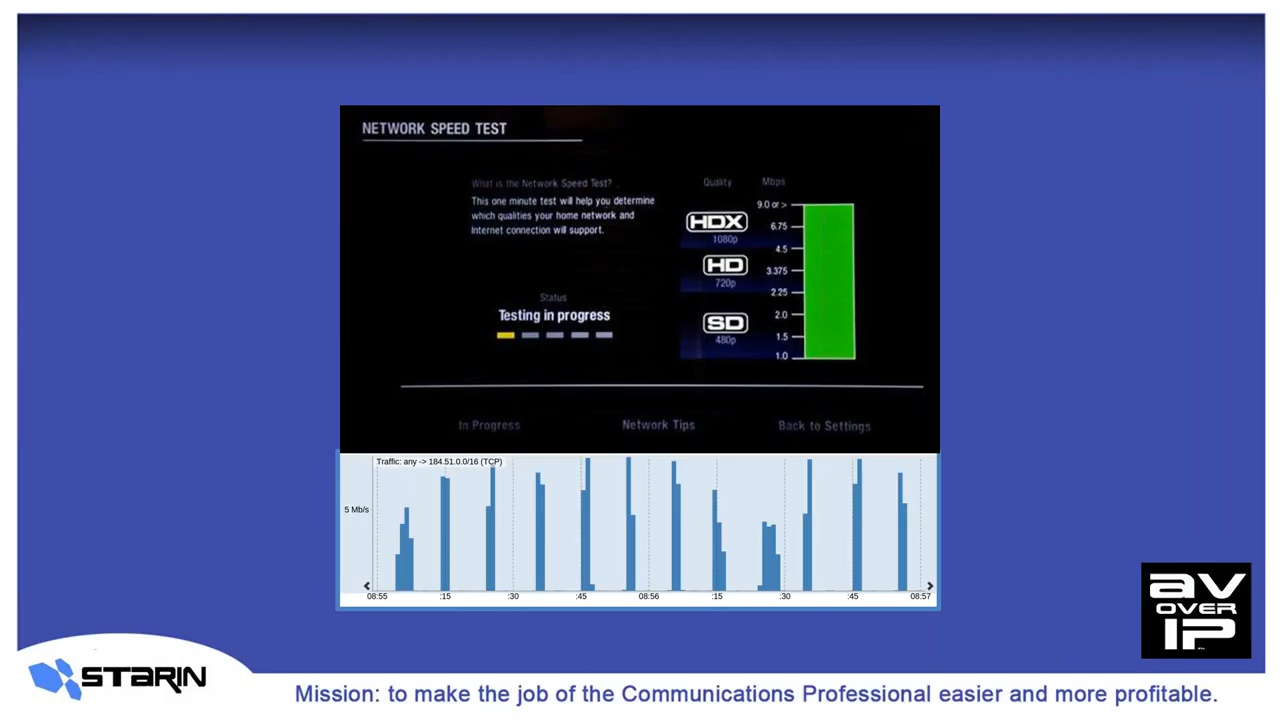 NETWORK SPEED TEST
What is the Network Speed Test?
This one minute test will help you determine
which qualities your home network and
Internet connection will support.
Status
Testing in progress
Quality
Mbps
9.0 or >
HDX
1080p
6.75
4.5
HD
720p
3.375
2.25
SD
480p
2.0
1.5
1.0
In Progress
Network Tips
Back to Settings
Traffic: any -> 184.51.0.0/16 (TCP)
5 Mb/s
08:55
:15
:30
:45
08:56
:15
:30
:45
08:57
av
OVER
IP
STARIN
Mission: to make the job of the Communications Professional easier and more profitable.